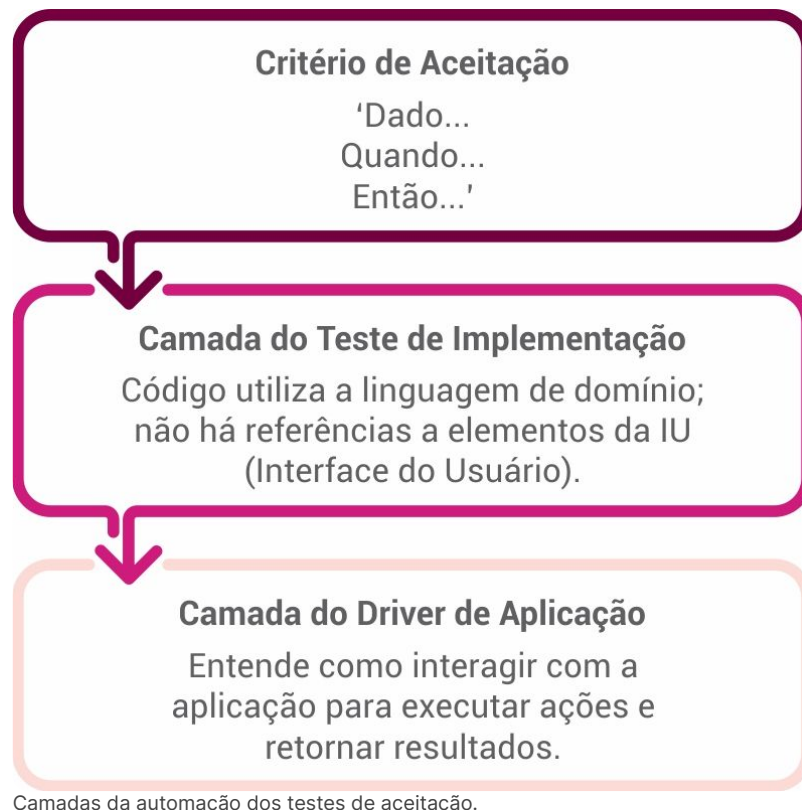 Critério de Aceitação
‘Dado...
Quando...
Então...’
Camada do Teste de Implementação
Código utiliza a linguagem de domínio;
não há referências a elementos da IU
(Interface do Usuário).
Camada do Driver de Aplicação
Entende como interagir com a
aplicação para executar ações e
retornar resultados.
Camadas da automação dos testes de aceitação.